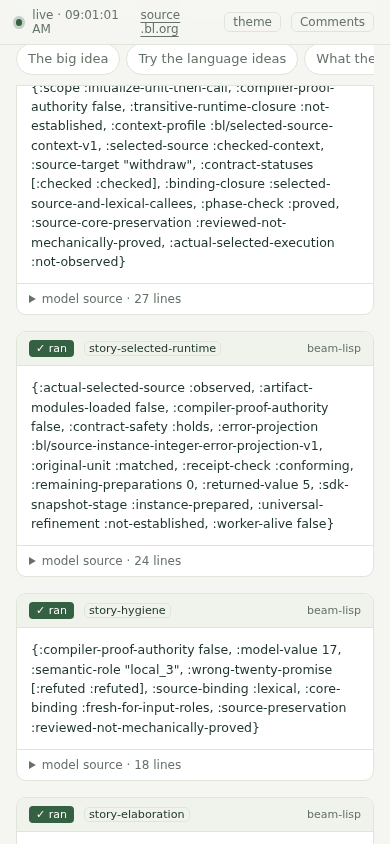 live · 09:01:01
AM
source
.bl.org
theme
Comments
The big idea
Try the language ideas
What the
{:scope :initialize-unit-then-call, :compiler-proof-
authority false, :transitive-runtime-closure :not-
established, :context-profile :bl/selected-source-
context-v1, :selected-source :checked-context,
:source-target "withdraw", :contract-statuses
[:checked :checked], :binding-closure :selected-
source-and-lexical-callees, :phase-check :proved,
:source-core-preservation :reviewed-not-
mechanically-proved, :actual-selected-execution
:not-observed}
▶ model source · 27 lines
✓ ran
story-selected-runtime
beam-lisp
{:actual-selected-source :observed, :artifact-
modules-loaded false, :compiler-proof-authority
false, :contract-safety :holds, :error-projection
:bl/source-instance-integer-error-projection-v1,
:original-unit :matched, :receipt-check :conforming,
:remaining-preparations 0, :returned-value 5, :sdk-
snapshot-stage :instance-prepared, :universal-
refinement :not-established, :worker-alive false}
▶ model source · 24 lines
✓ ran
story-hygiene
beam-lisp
{:compiler-proof-authority false, :model-value 17,
:semantic-role "local_3", :wrong-twenty-promise
[:refuted :refuted], :source-binding :lexical, :core-
binding :fresh-for-input-roles, :source-preservation
:reviewed-not-mechanically-proved}
▶ model source · 18 lines
✓ ran
story-elaboration
beam-lisp